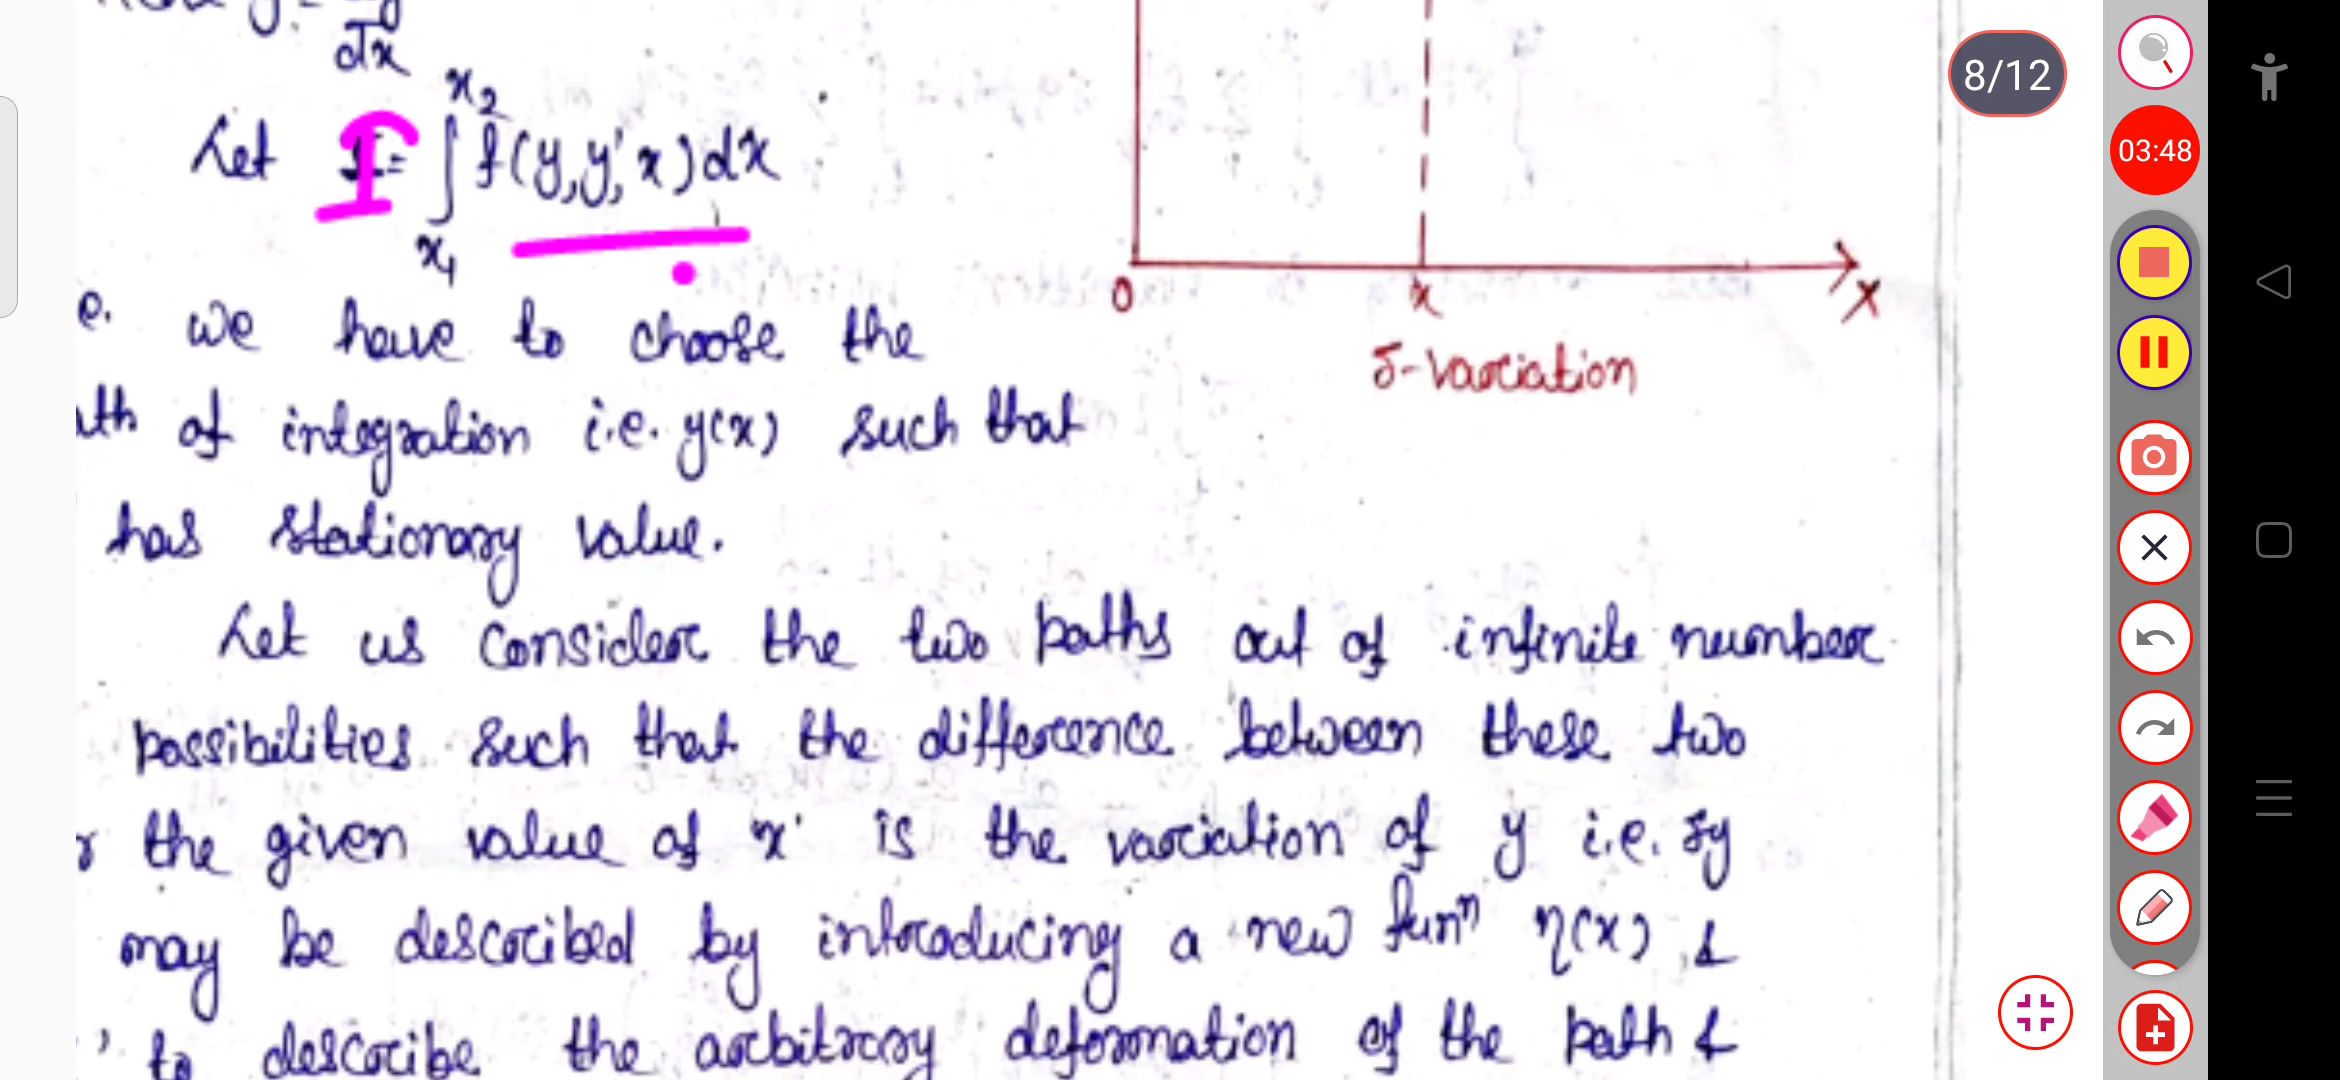 dx
Let I = ∫ₓ₁ˣ² f(y, y', x) dx
e. we have to choose the
ath of integration i.e. y(x) such that
has stationary value.
0 x X
δ-variation
Let us consider the two paths out of infinite number
possibilities such that the difference between these two
r the given value of 'x' is the variation of y i.e. δy
may be described by introducing a new funⁿ η(x) &
to describe the arbitrary deformation of the path &
8/12
03:48